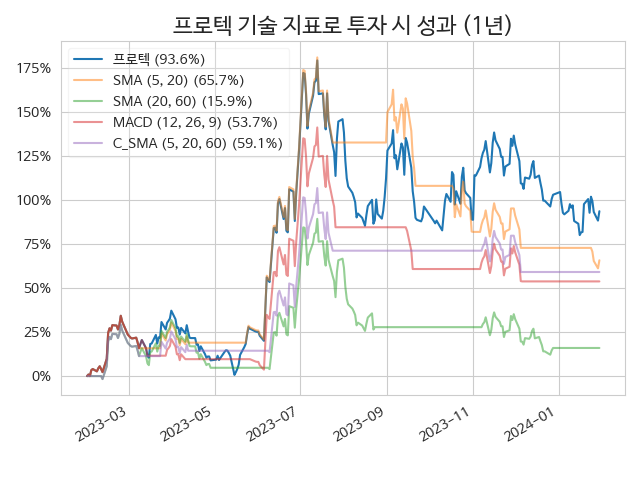 프로텍 기술 지표로 투자 시 성과 (1년)
프로텍 (93.6%)
SMA (5, 20) (65.7%)
SMA (20, 60) (15.9%)
MACD (12, 26, 9) (53.7%)
C_SMA (5, 20, 60) (59.1%)
175%
150%
125%
100%
75%
50%
25%
0%
2023-03
2023-05
2023-07
2023-09
2023-11
2024-01